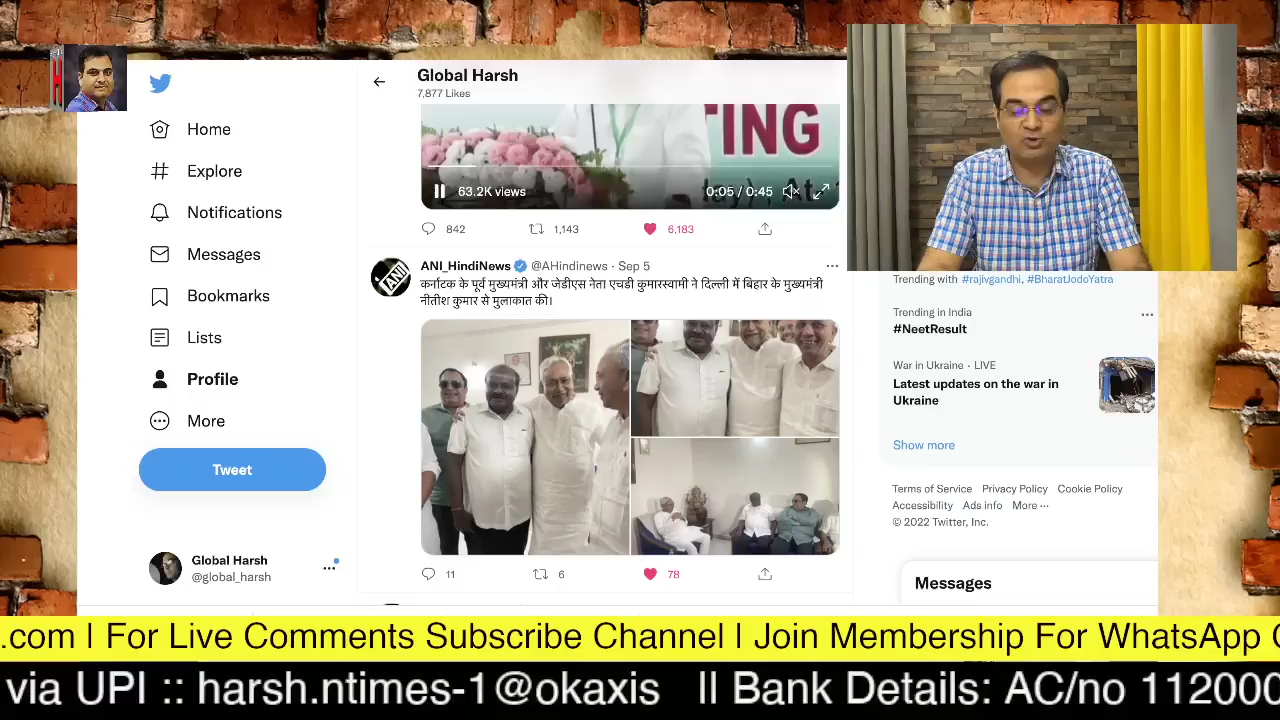 Home
Explore
Notifications
Messages
Bookmarks
Lists
Profile
More
Tweet
Global Harsh
@global_harsh
Global Harsh
7,877 Likes
TING
63.2K views
0:05 / 0:45
842 1,143 6,183
ANI_HindiNews @AHindinews · Sep 5
कर्नाटक के पूर्व मुख्यमंत्री और जेडीएस नेता एचडी कुमारस्वामी ने दिल्ली में बिहार के मुख्यमंत्री
नीतीश कुमार से मुलाकात की।
ANI
11 6 78
Trending with #rajivgandhi, #BharatJodoYatra
Trending in India
#NeetResult
War in Ukraine · LIVE
Latest updates on the war in
Ukraine
Show more
Terms of Service Privacy Policy Cookie Policy
Accessibility Ads info More ···
© 2022 Twitter, Inc.
Messages
.com I For Live Comments Subscribe Channel I Join Membership For WhatsApp
via UPI :: harsh.ntimes-1@okaxis II Bank Details: AC/no 112000